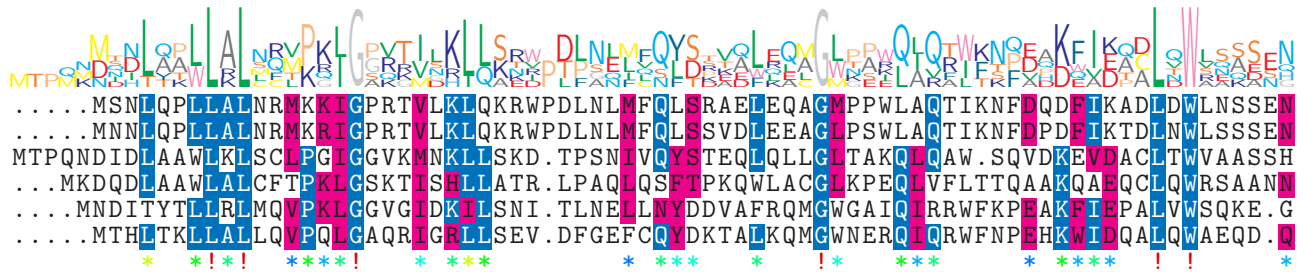 .....MSNLQPLLALNRMKKIGPRTVLKLQKRWPDLNLMFQLSRAELEQAGMPPWLAQTIKNFDQDFIKADLDWLNSSEN
.....MNNLQPLLALNRMKRIGPRTVLKLQKRWPDLNLMFQLSSVDLEEAGLPSWLAQTIKNFDPDFIKTDLNWLSSSEN
MTPQNDIDLAAWLKLSCLPGIGGVKMNKLLSKD.TPSNIVQYSTEQLQLLGLTAKQLQAW.SQVDKEVDACLTWVAASSH
...MKDQDLAAWLALCFTPKLGSKTISHLLATR.LPAQLQSFTPKQWLACGLKPEQLVFLTTQAAKQAEQCLQWRSAANN
....MNDITYTLLRLMQVPKLGGVGIDKILSNI.TLNELLNYDDVAFRQMGWGAIQIRRWFKPEAKFIEPALVWSQKE.G
.....MTHLTKLLALLQVPQLGAQRIGRLLSEV.DFGEFCQYDKTALKQMGWNERQIQRWFNPEHKWIDQALQWAEQD.Q
* *!*! ****! * *** * *** * !* *** * **** ! ! *